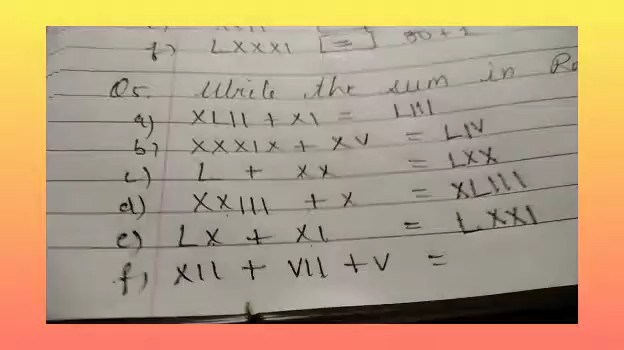 f) LXXXI [=] 80+1
Q5. Write the sum in Ro
a) XLII + XI = LIII
b) XXXIX + XV = LIV
c) L + XX = LXX
d) XXIII + X = XLIII
e) LX + XI = LXXI
f) XII + VII + V =